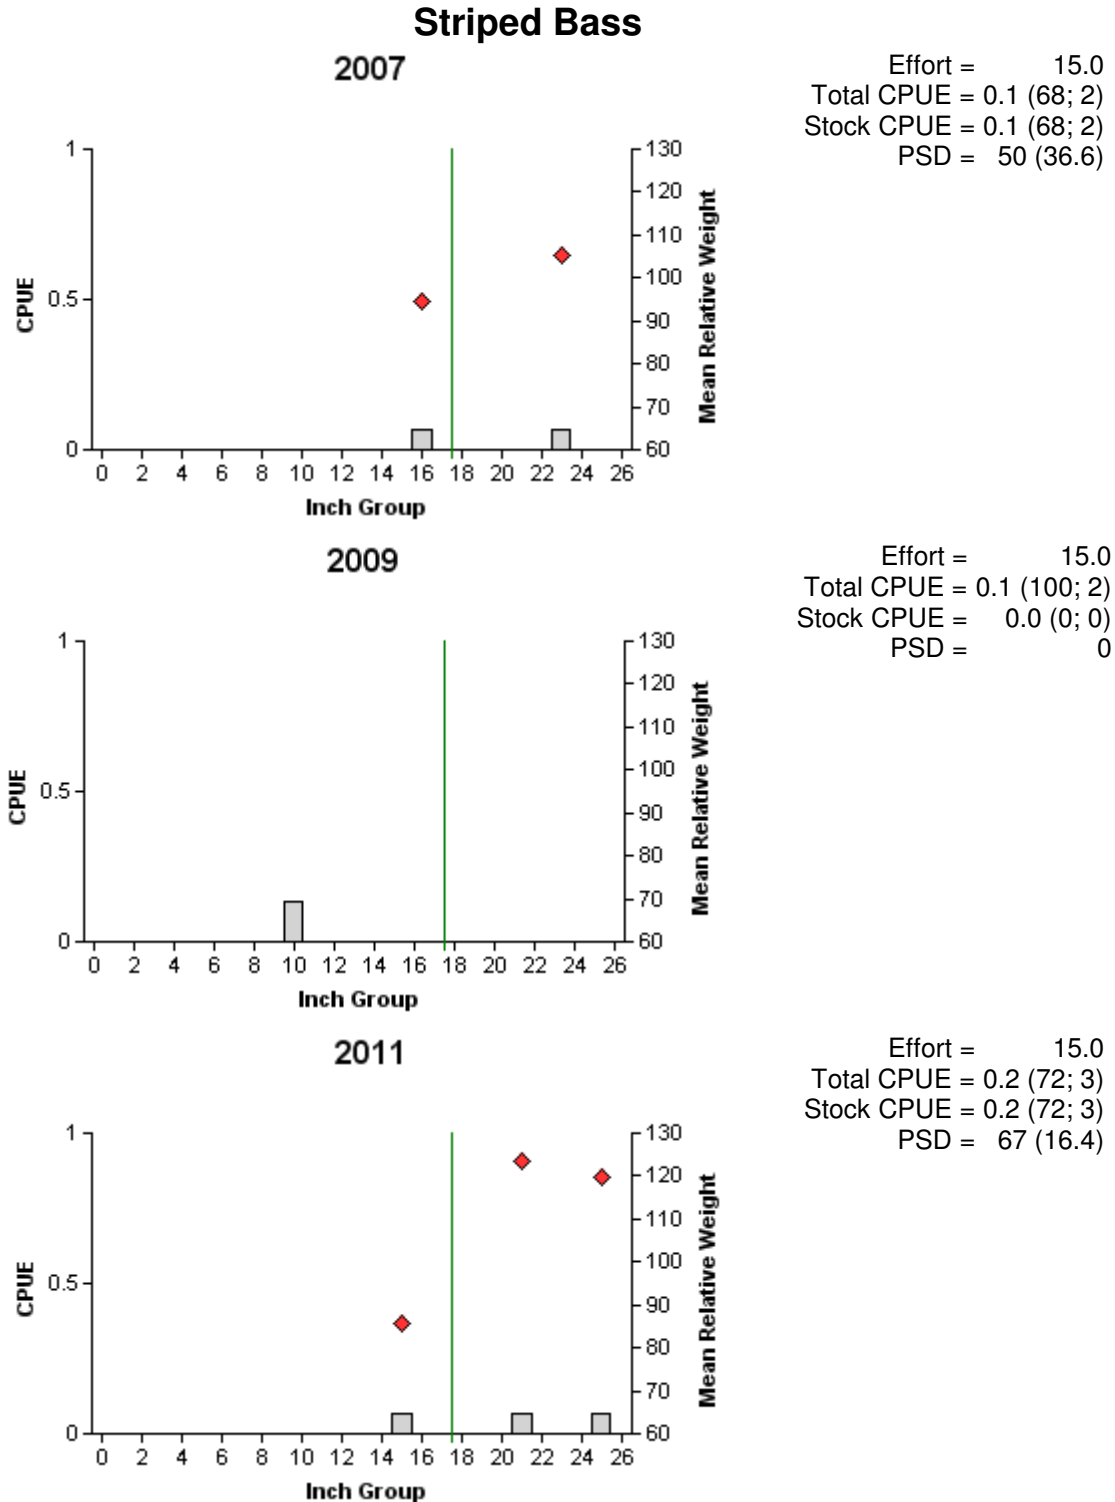 Striped Bass
2007
Effort = 15.0
Total CPUE = 0.1 (68; 2)
Stock CPUE = 0.1 (68; 2)
PSD = 50 (36.6)
1
0.5
0
CPUE
130
120
110
100
90
80
70
60
Mean Relative Weight
0 2 4 6 8 10 12 14 16 18 20 22 24 26
Inch Group
2009
Effort = 15.0
Total CPUE = 0.1 (100; 2)
Stock CPUE = 0.0 (0; 0)
PSD = 0
1
0.5
0
CPUE
130
120
110
100
90
80
70
60
Mean Relative Weight
0 2 4 6 8 10 12 14 16 18 20 22 24 26
Inch Group
2011
Effort = 15.0
Total CPUE = 0.2 (72; 3)
Stock CPUE = 0.2 (72; 3)
PSD = 67 (16.4)
1
0.5
0
CPUE
130
120
110
100
90
80
70
60
Mean Relative Weight
0 2 4 6 8 10 12 14 16 18 20 22 24 26
Inch Group